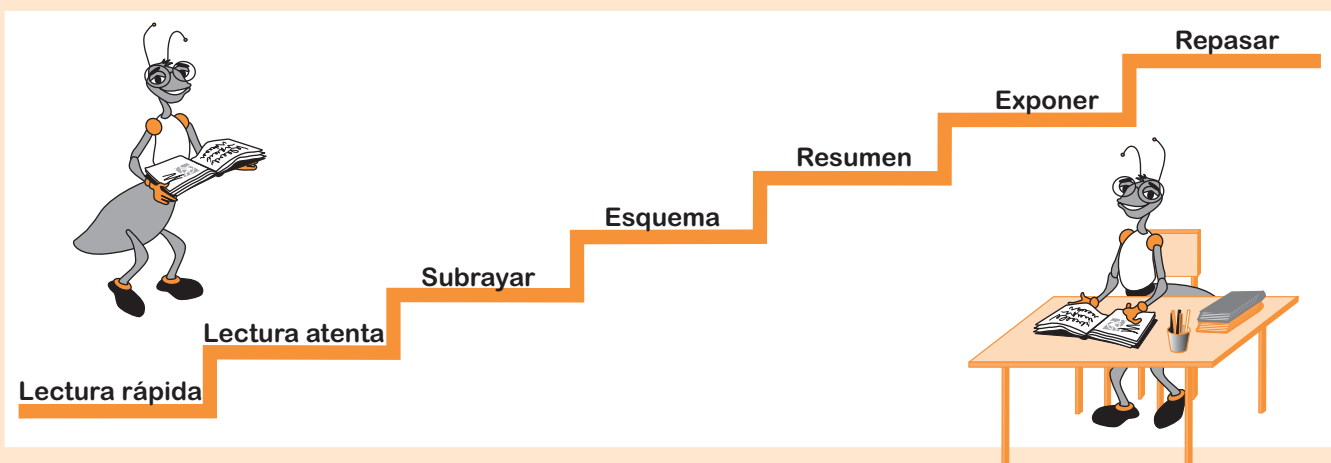 Repasar
Exponer
Resumen
Esquema
Subrayar
Lectura atenta
Lectura rápida